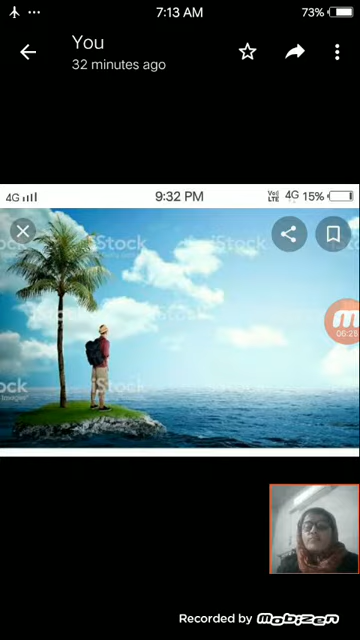 7:13 AM
73%
You
32 minutes ago
4G
9:32 PM
4G 15%
LTE
iStock
iStock
iStock
06:25
Recorded by mobizen